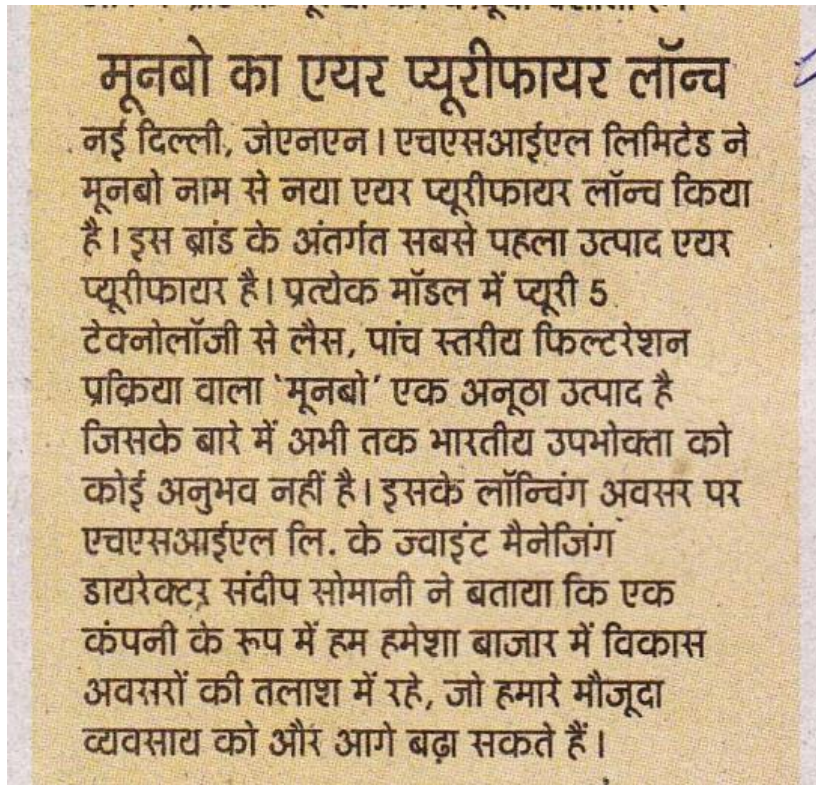 मूनबो का एयर प्यूरीफायर लॉन्च
नई दिल्ली, जेएनएन। एचएसआईएल लिमिटेड ने
मूनबो नाम से नया एयर प्यूरीफायर लॉन्च किया
है। इस ब्रांड के अंतर्गत सबसे पहला उत्पाद एयर
प्यूरीफायर है। प्रत्येक मॉडल में प्यूरी 5
टेक्नोलॉजी से लैस, पांच स्तरीय फिल्टरेशन
प्रक्रिया वाला 'मूनबो' एक अनूठा उत्पाद है
जिसके बारे में अभी तक भारतीय उपभोक्ता को
कोई अनुभव नहीं है। इसके लॉन्चिंग अवसर पर
एचएसआईएल लि. के ज्वाइंट मैनेजिंग
डायरेक्टर संदीप सोमानी ने बताया कि एक
कंपनी के रूप में हम हमेशा बाजार में विकास
अवसरों की तलाश में रहे, जो हमारे मौजूदा
व्यवसाय को और आगे बढ़ा सकते हैं।